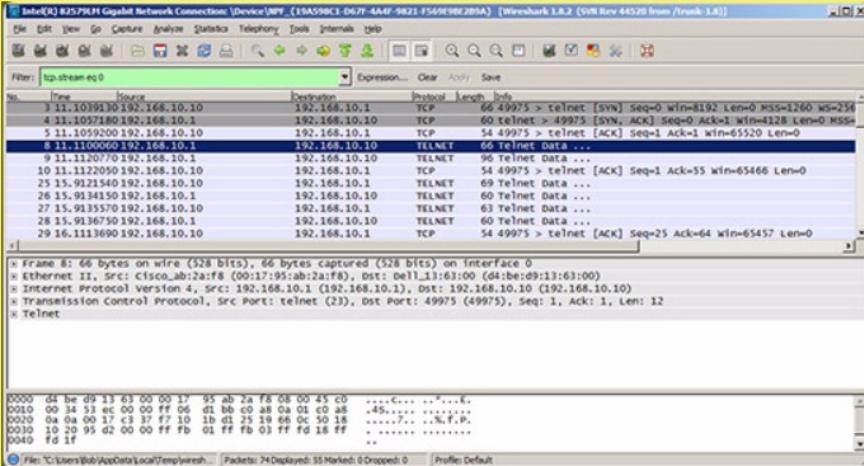 Intel(R) 82579LM Gigabit Network Connection: \Device\NPF_{19A598C1-D67F-4A4F-9821-F569E9BE2B9A} [Wireshark 1.8.2 (SVN Rev 44520 from /trunk-1.8)]
File Edit View Go Capture Analyze Statistics Telephony Tools Internals Help
Filter: tcp.stream eq 0 Expression... Clear Apply Save
No. Time Source Destination Protocol Length Info
3 11.1039130 192.168.10.10 192.168.10.1 TCP 66 49975 > telnet [SYN] Seq=0 Win=8192 Len=0 MSS=1260 WS=256
4 11.1057180 192.168.10.1 192.168.10.10 TCP 60 telnet > 49975 [SYN, ACK] Seq=0 Ack=1 Win=4128 Len=0 MSS=
5 11.1059200 192.168.10.10 192.168.10.1 TCP 54 49975 > telnet [ACK] Seq=1 Ack=1 Win=65520 Len=0
8 11.1100060 192.168.10.1 192.168.10.10 TELNET 66 Telnet Data ...
9 11.1120770 192.168.10.1 192.168.10.10 TELNET 96 Telnet Data ...
10 11.1122050 192.168.10.10 192.168.10.1 TCP 54 49975 > telnet [ACK] Seq=1 Ack=55 Win=65466 Len=0
25 15.9121540 192.168.10.10 192.168.10.1 TELNET 69 Telnet Data ...
26 15.9134150 192.168.10.1 192.168.10.10 TELNET 60 Telnet Data ...
27 15.9135570 192.168.10.10 192.168.10.1 TELNET 63 Telnet Data ...
28 15.9136750 192.168.10.1 192.168.10.10 TELNET 60 Telnet Data ...
29 16.1113690 192.168.10.10 192.168.10.1 TCP 54 49975 > telnet [ACK] Seq=25 Ack=64 Win=65457 Len=0
Frame 8: 66 bytes on wire (528 bits), 66 bytes captured (528 bits) on interface 0
Ethernet II, Src: Cisco_ab:2a:f8 (00:17:95:ab:2a:f8), Dst: Dell_13:63:00 (d4:be:d9:13:63:00)
Internet Protocol Version 4, Src: 192.168.10.1 (192.168.10.1), Dst: 192.168.10.10 (192.168.10.10)
Transmission Control Protocol, Src Port: telnet (23), Dst Port: 49975 (49975), Seq: 1, Ack: 1, Len: 12
Telnet
0000 d4 be d9 13 63 00 00 17 95 ab 2a f8 08 00 45 c0 ....c... ..*...E.
0010 00 34 53 ec 00 00 ff 06 d1 bb c0 a8 0a 01 c0 a8 .4S..... ........
0020 0a 0a 00 17 c3 37 f7 10 1b d1 25 19 66 0c 50 18 .....7.. ..%.f.P.
0030 10 20 95 d2 00 00 ff fb 01 ff fb 03 ff fd 18 ff . ...... ........
0040 fd 1f ..
File: "C:\Users\Bob\AppData\Local\Temp\wiresh... Packets: 74 Displayed: 55 Marked: 0 Dropped: 0 Profile: Default